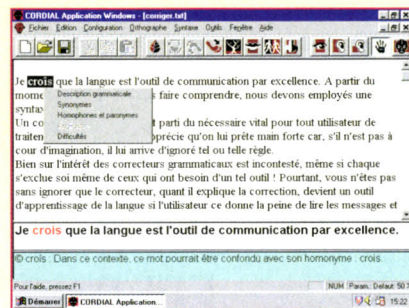 CORDIAL Application Windows - [corriger.txt]
Fichier Edition Configuration Orthographe Syntaxe Outils Fenêtre Aide
Je crois que la langue est l'outil de communication par excellence. A partir du
mome s faire comprendre, nous devons employés une
syntax
Description grammaticale
Synonymes
Homophones et paronymes
Difficultés
Un co t parti du nécessaire vital pour tout utilisateur de
traiten pprécie qu'on lui prête main forte car, s'il n'est pas à
cour d'imagination, il lui arrive d'ignoré tel ou telle règle.
Bien sur l'intérêt des correcteurs grammaticaux est incontesté, même si chaque
s'exclue soi même de ceux qui ont besoin d'un tel outil ! Pourtant, vous n'êtes pas
sans ignorer que le correcteur, quant il explique la correction, devient un outil
d'apprentissage de la langue si l'utilisateur ce donne la peine de lire les messages et
Je crois que la langue est l'outil de communication par excellence.
© crois : Dans ce contexte, ce mot pourrait être confondu avec son homonyme : crois.
Pour l'aide, pressez F1 NUM Param.: Défaut 50
Démarrer CORDIAL Application... 15:22